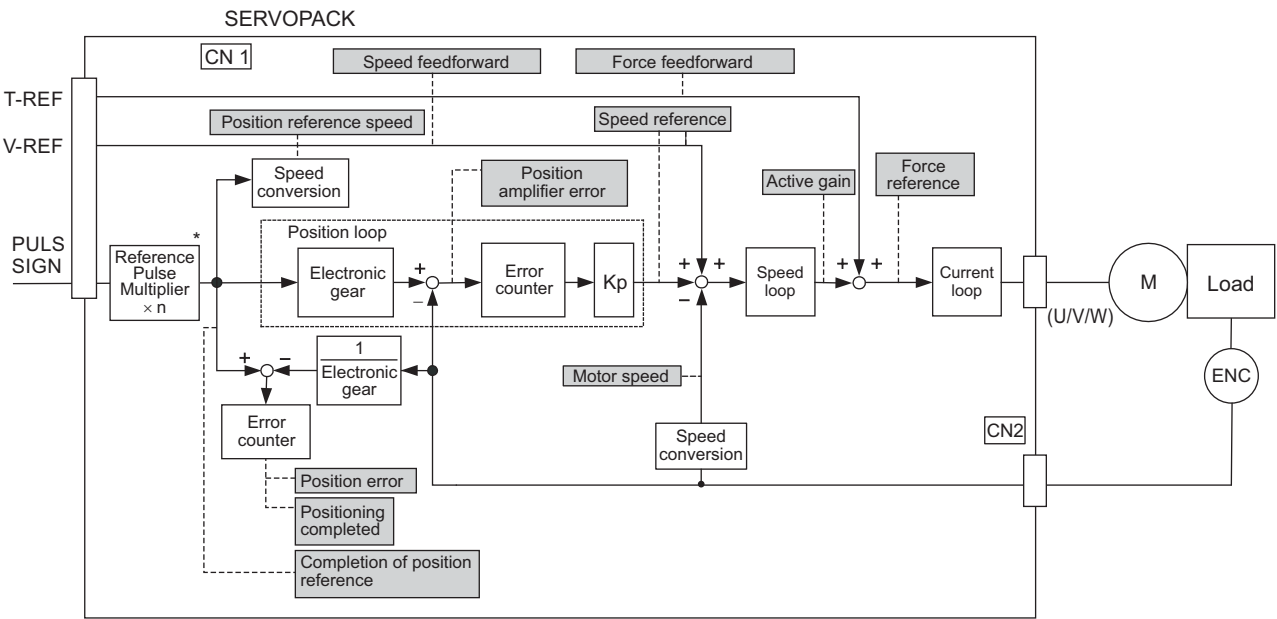 SERVOPACK
CN 1
Speed feedforward
Force feedforward
T-REF
Position reference speed
Speed reference
V-REF
Speed
conversion
Position
amplifier error
Active gain
Force
reference
PULS
SIGN
*
Reference
Pulse
Multiplier
× n
Position loop
Electronic
gear
+
−
Error
counter
Kp
+
+
−
Speed
loop
+
+
Current
loop
(U/V/W)
M
Load
+
−
1
Electronic
gear
Motor speed
ENC
Error
counter
Speed
conversion
CN2
Position error
Positioning
completed
Completion of position
reference